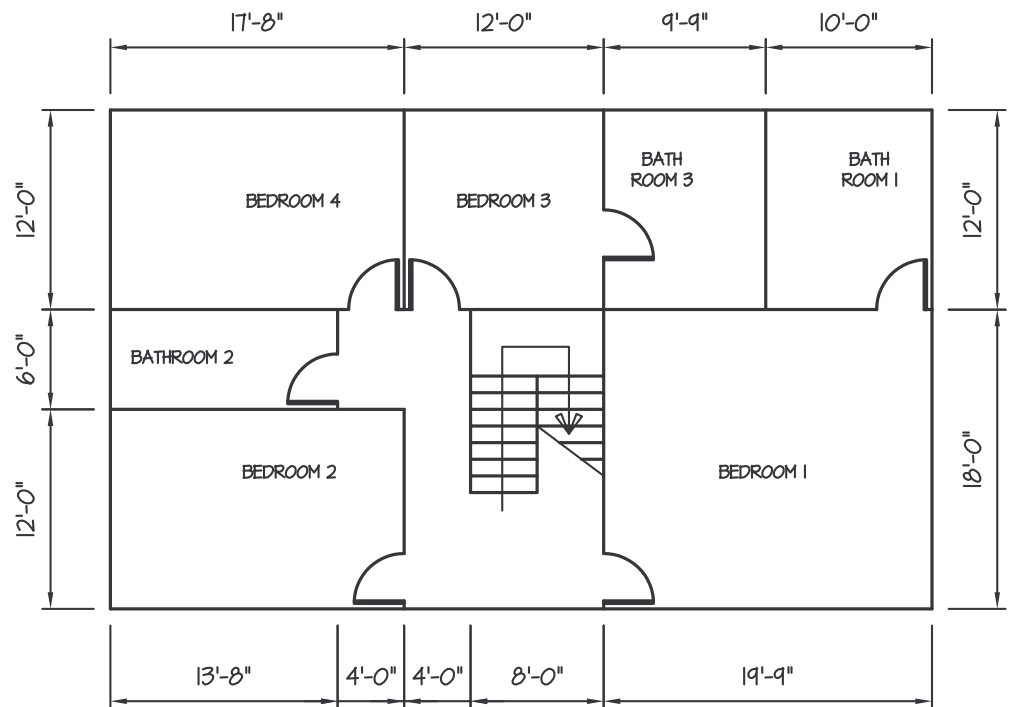 17'-8" 12'-0" 9'-9" 10'-0"
BATH
ROOM 3
BATH
ROOM 1
BEDROOM 4
BEDROOM 3
12'-0"
12'-0"
BATHROOM 2
6'-0"
BEDROOM 2
BEDROOM 1
12'-0"
18'-0"
13'-8" 4'-0" 4'-0" 8'-0" 19'-9"